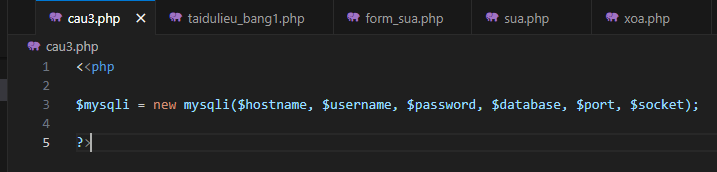 cau3.php × taidulieu_bang1.php form_sua.php sua.php xoa.php
cau3.php
1 <<php
2
3 $mysqli = new mysqli($hostname, $username, $password, $database, $port, $socket);
4
5 ?>